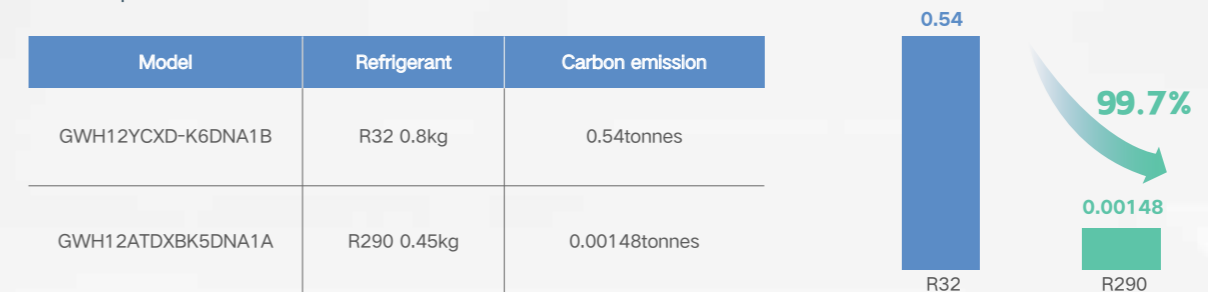 Model Refrigerant Carbon emission
GWH12YCXD-K6DNA1B R32 0.8kg 0.54tonnes
GWH12ATDXBK5DNA1A R290 0.45kg 0.00148tonnes
0.54
99.7%
0.00148
R32 R290